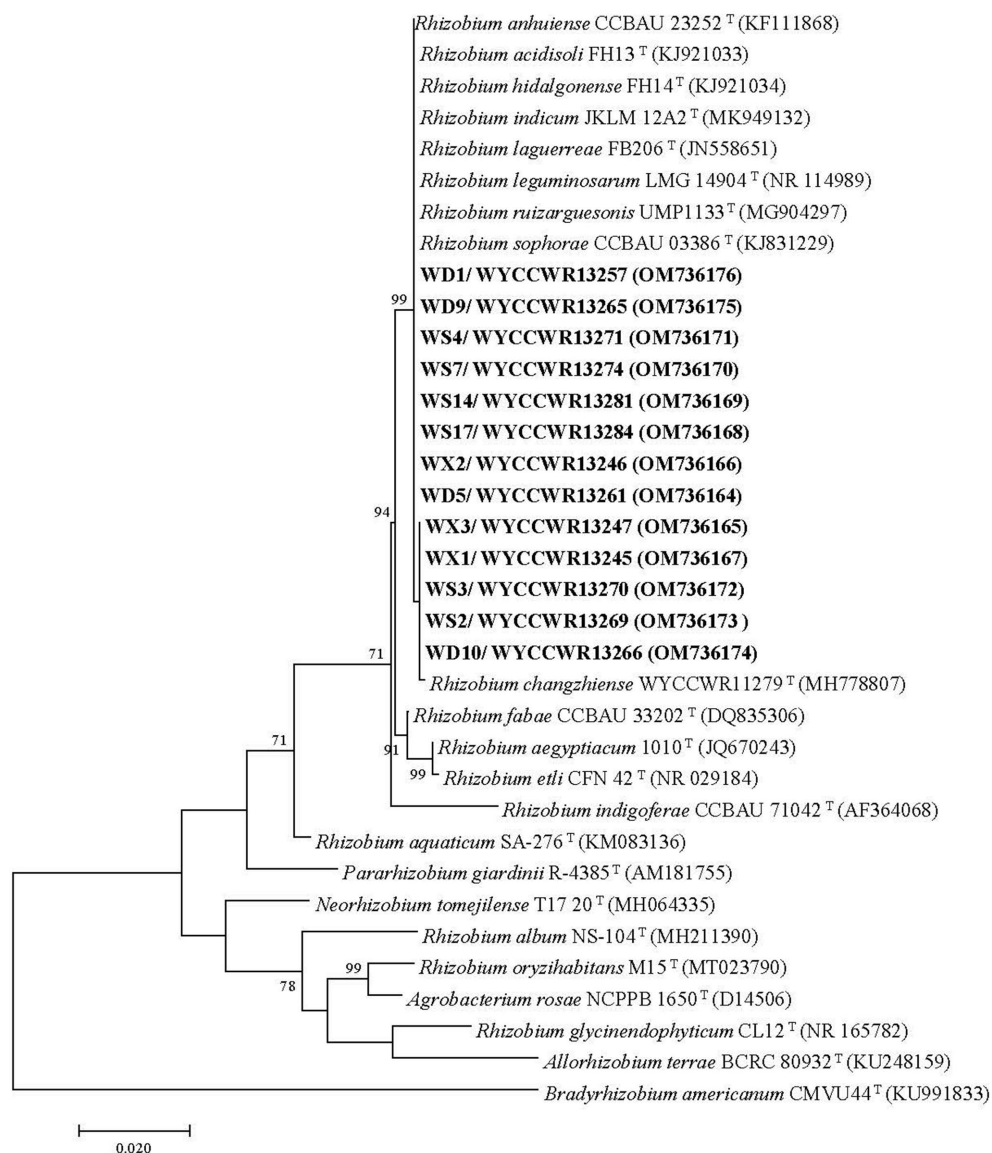 Rhizobium anhuiense CCBAU 23252 T (KF111868)
Rhizobium acidisoli FH13 T (KJ921033)
Rhizobium hidalgonense FH14 T (KJ921034)
Rhizobium indicum JKLM 12A2 T (MK949132)
Rhizobium laguerreae FB206 T (JN558651)
Rhizobium leguminosarum LMG 14904 T (NR 114989)
Rhizobium ruizarguesonis UMP1133 T (MG904297)
Rhizobium sophorae CCBAU 03386 T (KJ831229)
WD1/ WYCCWR13257 (OM736176)
99
WD9/ WYCCWR13265 (OM736175)
WS4/ WYCCWR13271 (OM736171)
WS7/ WYCCWR13274 (OM736170)
WS14/ WYCCWR13281 (OM736169)
WS17/ WYCCWR13284 (OM736168)
WX2/ WYCCWR13246 (OM736166)
WD5/ WYCCWR13261 (OM736164)
94
WX3/ WYCCWR13247 (OM736165)
WX1/ WYCCWR13245 (OM736167)
WS3/ WYCCWR13270 (OM736172)
WS2/ WYCCWR13269 (OM736173 )
71
WD10/ WYCCWR13266 (OM736174)
Rhizobium changzhiense WYCCWR11279 T (MH778807)
Rhizobium fabae CCBAU 33202 T (DQ835306)
71
91
Rhizobium aegyptiacum 1010 T (JQ670243)
99
Rhizobium etli CFN 42 T (NR 029184)
Rhizobium indigoferae CCBAU 71042 T (AF364068)
Rhizobium aquaticum SA-276 T (KM083136)
Pararhizobium giardinii R-4385 T (AM181755)
Neorhizobium tomejilense T17 20 T (MH064335)
Rhizobium album NS-104 T (MH211390)
99
Rhizobium oryzihabitans M15 T (MT023790)
78
Agrobacterium rosae NCPPB 1650 T (D14506)
Rhizobium glycinendophyticum CL12 T (NR 165782)
Allorhizobium terrae BCRC 80932 T (KU248159)
Bradyrhizobium americanum CMVU44 T (KU991833)
0.020